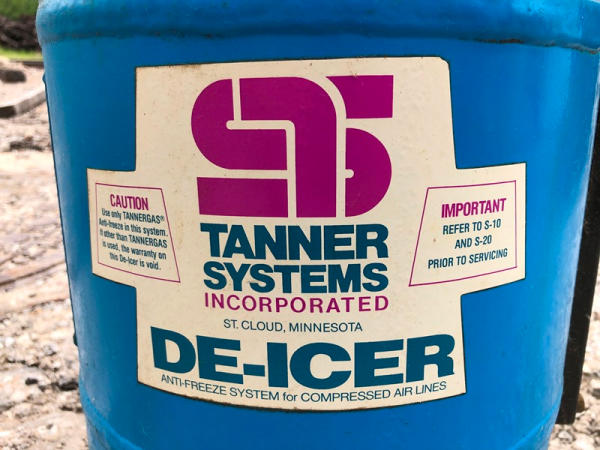 TANNER
SYSTEMS
INCORPORATED
ST. CLOUD, MINNESOTA
DE-ICER
ANTI-FREEZE SYSTEM for COMPRESSED AIR LINES
CAUTION
Use only TANNERGAS®
Anti-freeze in this system.
If other than TANNERGAS
is used, the warranty on
this De-Icer is void.
IMPORTANT
REFER TO S-10
AND S-20
PRIOR TO SERVICING